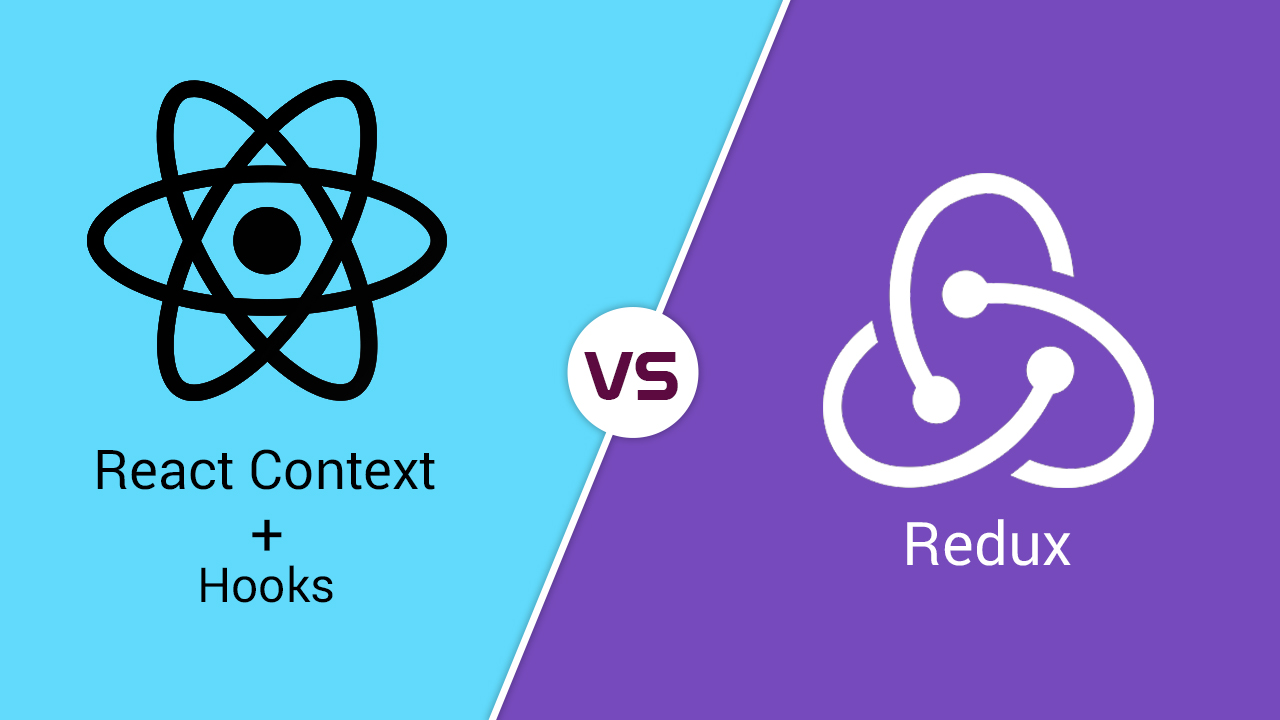 React Context
+
Hooks
VS
Redux